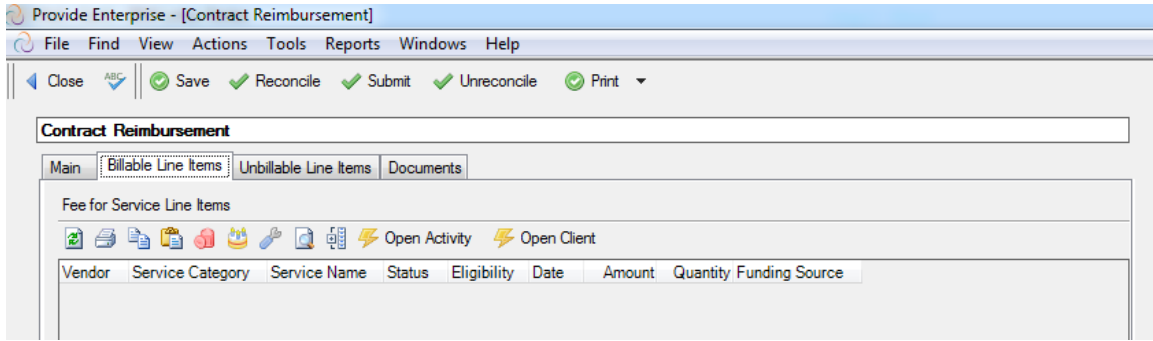 Provide Enterprise - [Contract Reimbursement]
File Find View Actions Tools Reports Windows Help
Close ABC Save Reconcile Submit Unreconcile Print
Contract Reimbursement
Main Billable Line Items Unbillable Line Items Documents
Fee for Service Line Items
Open Activity Open Client
Vendor Service Category Service Name Status Eligibility Date Amount Quantity Funding Source